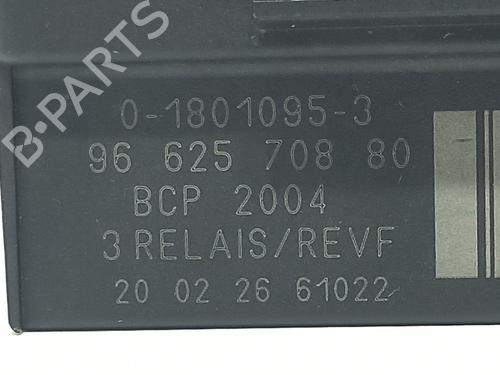 0-1801095-3
96 625 708 80
BCP 2004
3 RELAIS/REVF
20 02 26 61022
B-PARTS